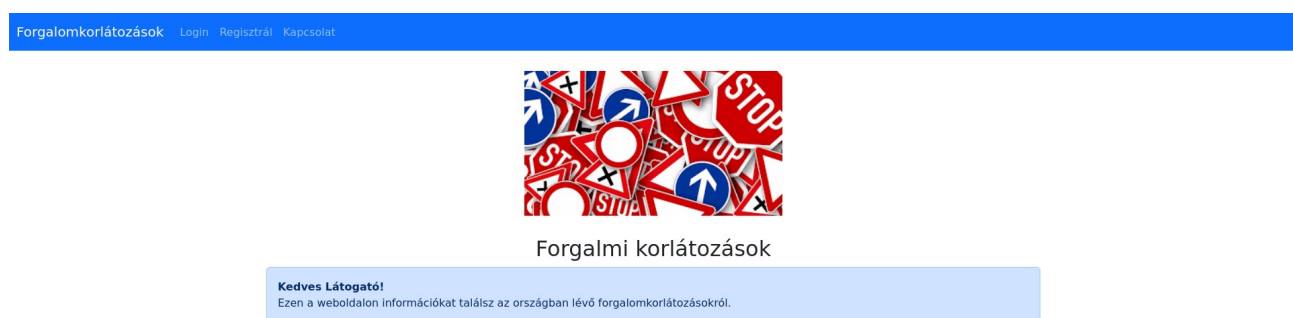 Forgalomkorlátozások Login Regisztrál Kapcsolat
STOP
STOP
STOP
STOP
Forgalmi korlátozások
Kedves Látogató!
Ezen a weboldalon információkat találsz az országban lévő forgalomkorlátozásokról.